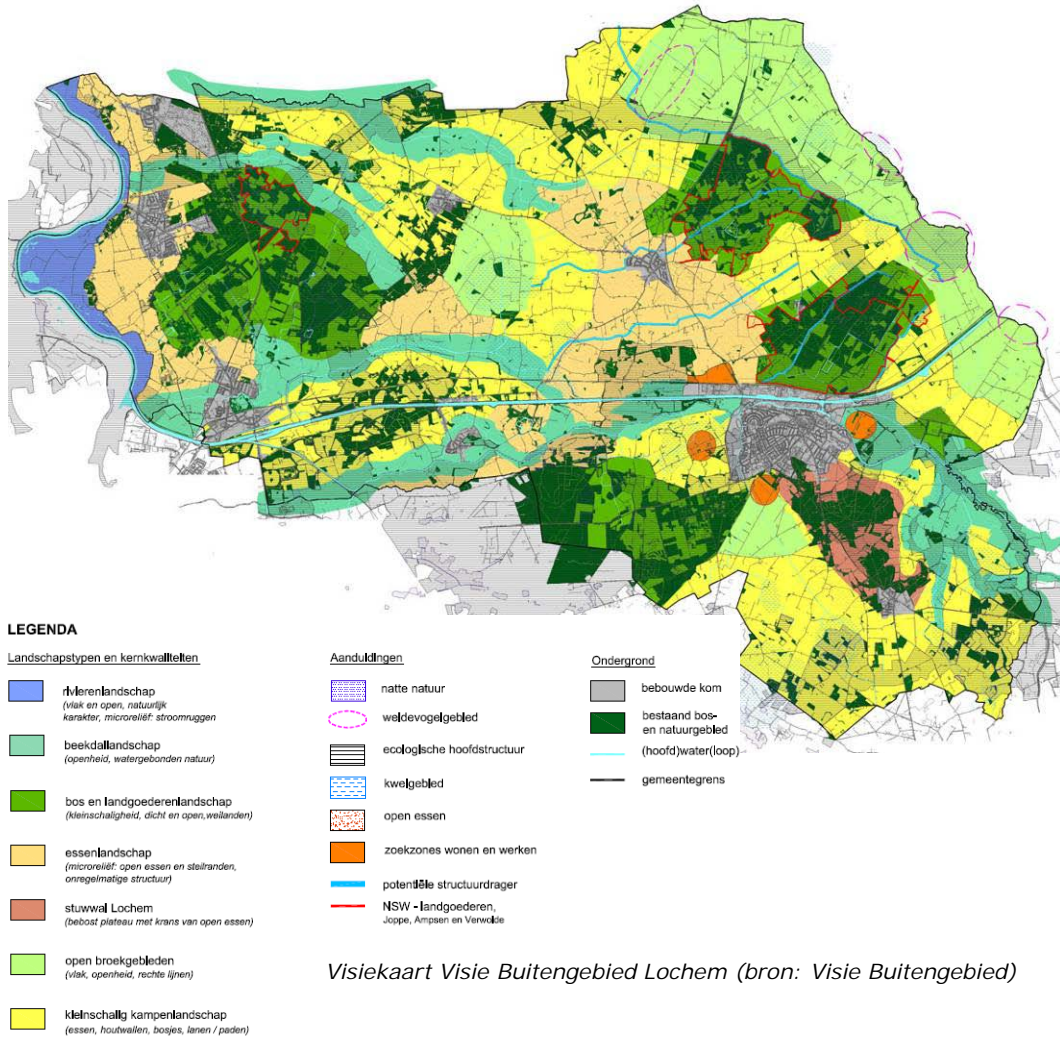 LEGENDA
Landschapstypen en kernkwaliteiten
rivierenlandschap
(vlak en open, natuurlijk
karakter, microreliëf: stroomruggen
beekdallandschap
(openheid, watergebonden natuur)
bos en landgoederenlandschap
(kleinschaligheid, dicht en open,weilanden)
essenlandschap
(microreliëf: open essen en steilranden,
onregelmatige structuur)
stuwwal Lochem
(bebost plateau met krans van open essen)
open broekgebieden
(vlak, openheid, rechte lijnen)
kleinschalig kampenlandschap
(essen, houtwallen, bosjes, lanen / paden)
Aanduidingen
natte natuur
weidevogelgebied
ecologische hoofdstructuur
kwelgebied
open essen
zoekzones wonen en werken
potentiële structuurdrager
NSW - landgoederen,
Joppe, Ampsen en Verwolde
Ondergrond
bebouwde kom
bestaand bos-
en natuurgebied
(hoofd)water(loop)
gemeentegrens
Visiekaart Visie Buitengebied Lochem (bron: Visie Buitengebied)